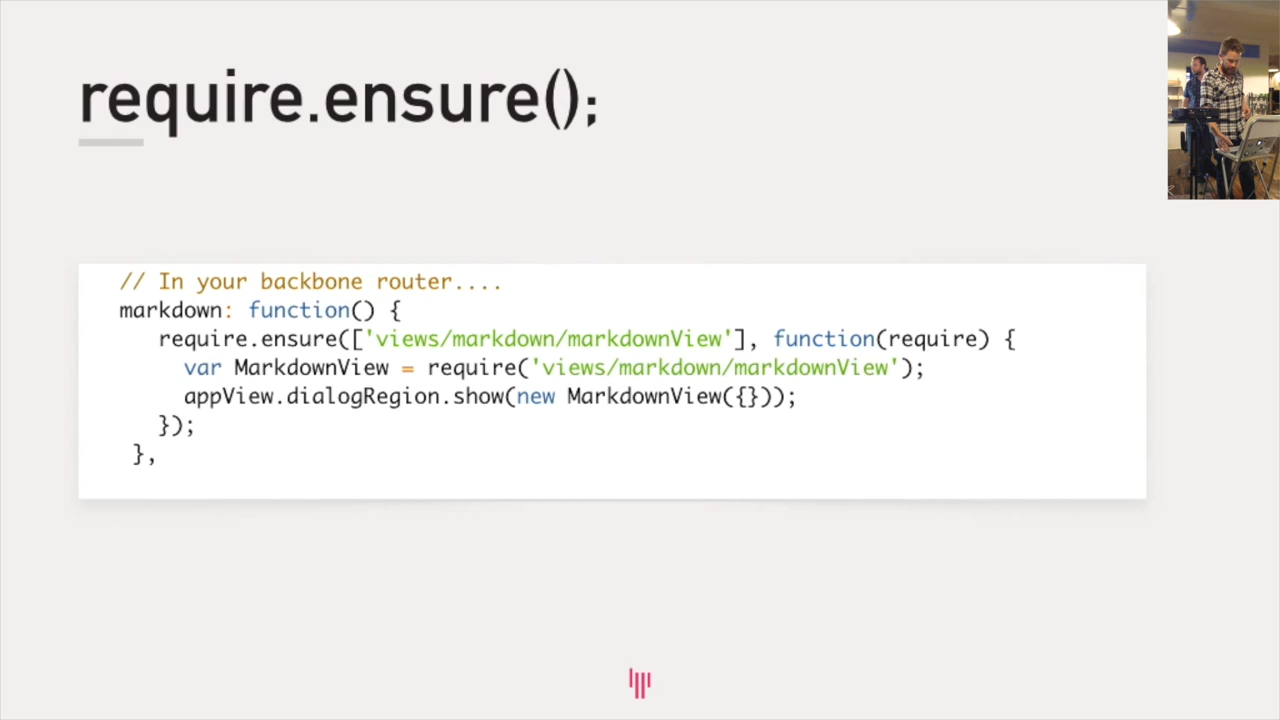 require.ensure();
// In your backbone router....
markdown: function() {
require.ensure(['views/markdown/markdownView'], function(require) {
var MarkdownView = require('views/markdown/markdownView');
appView.dialogRegion.show(new MarkdownView({}));
});
},